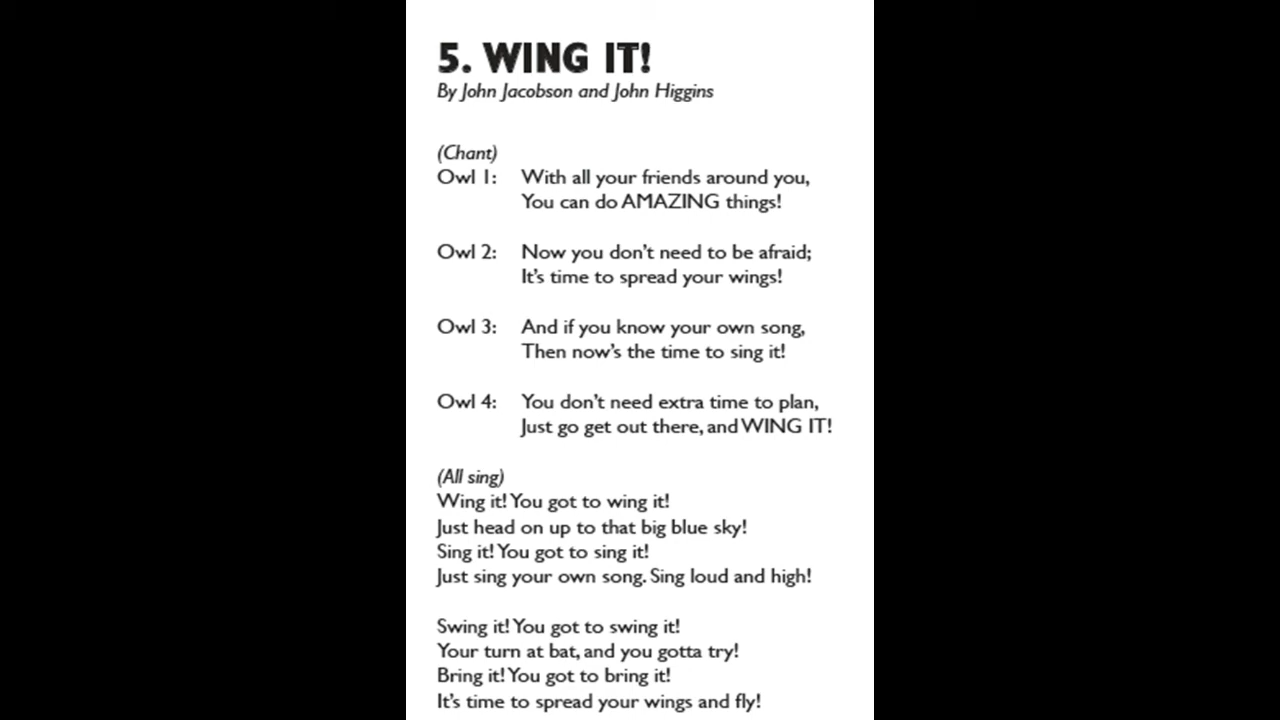 5. WING IT!
By John Jacobson and John Higgins
(Chant)
Owl 1: With all your friends around you,
You can do AMAZING things!
Owl 2: Now you don't need to be afraid;
It's time to spread your wings!
Owl 3: And if you know your own song,
Then now's the time to sing it!
Owl 4: You don't need extra time to plan,
Just go get out there, and WING IT!
(All sing)
Wing it! You got to wing it!
Just head on up to that big blue sky!
Sing it! You got to sing it!
Just sing your own song. Sing loud and high!
Swing it! You got to swing it!
Your turn at bat, and you gotta try!
Bring it! You got to bring it!
It's time to spread your wings and fly!